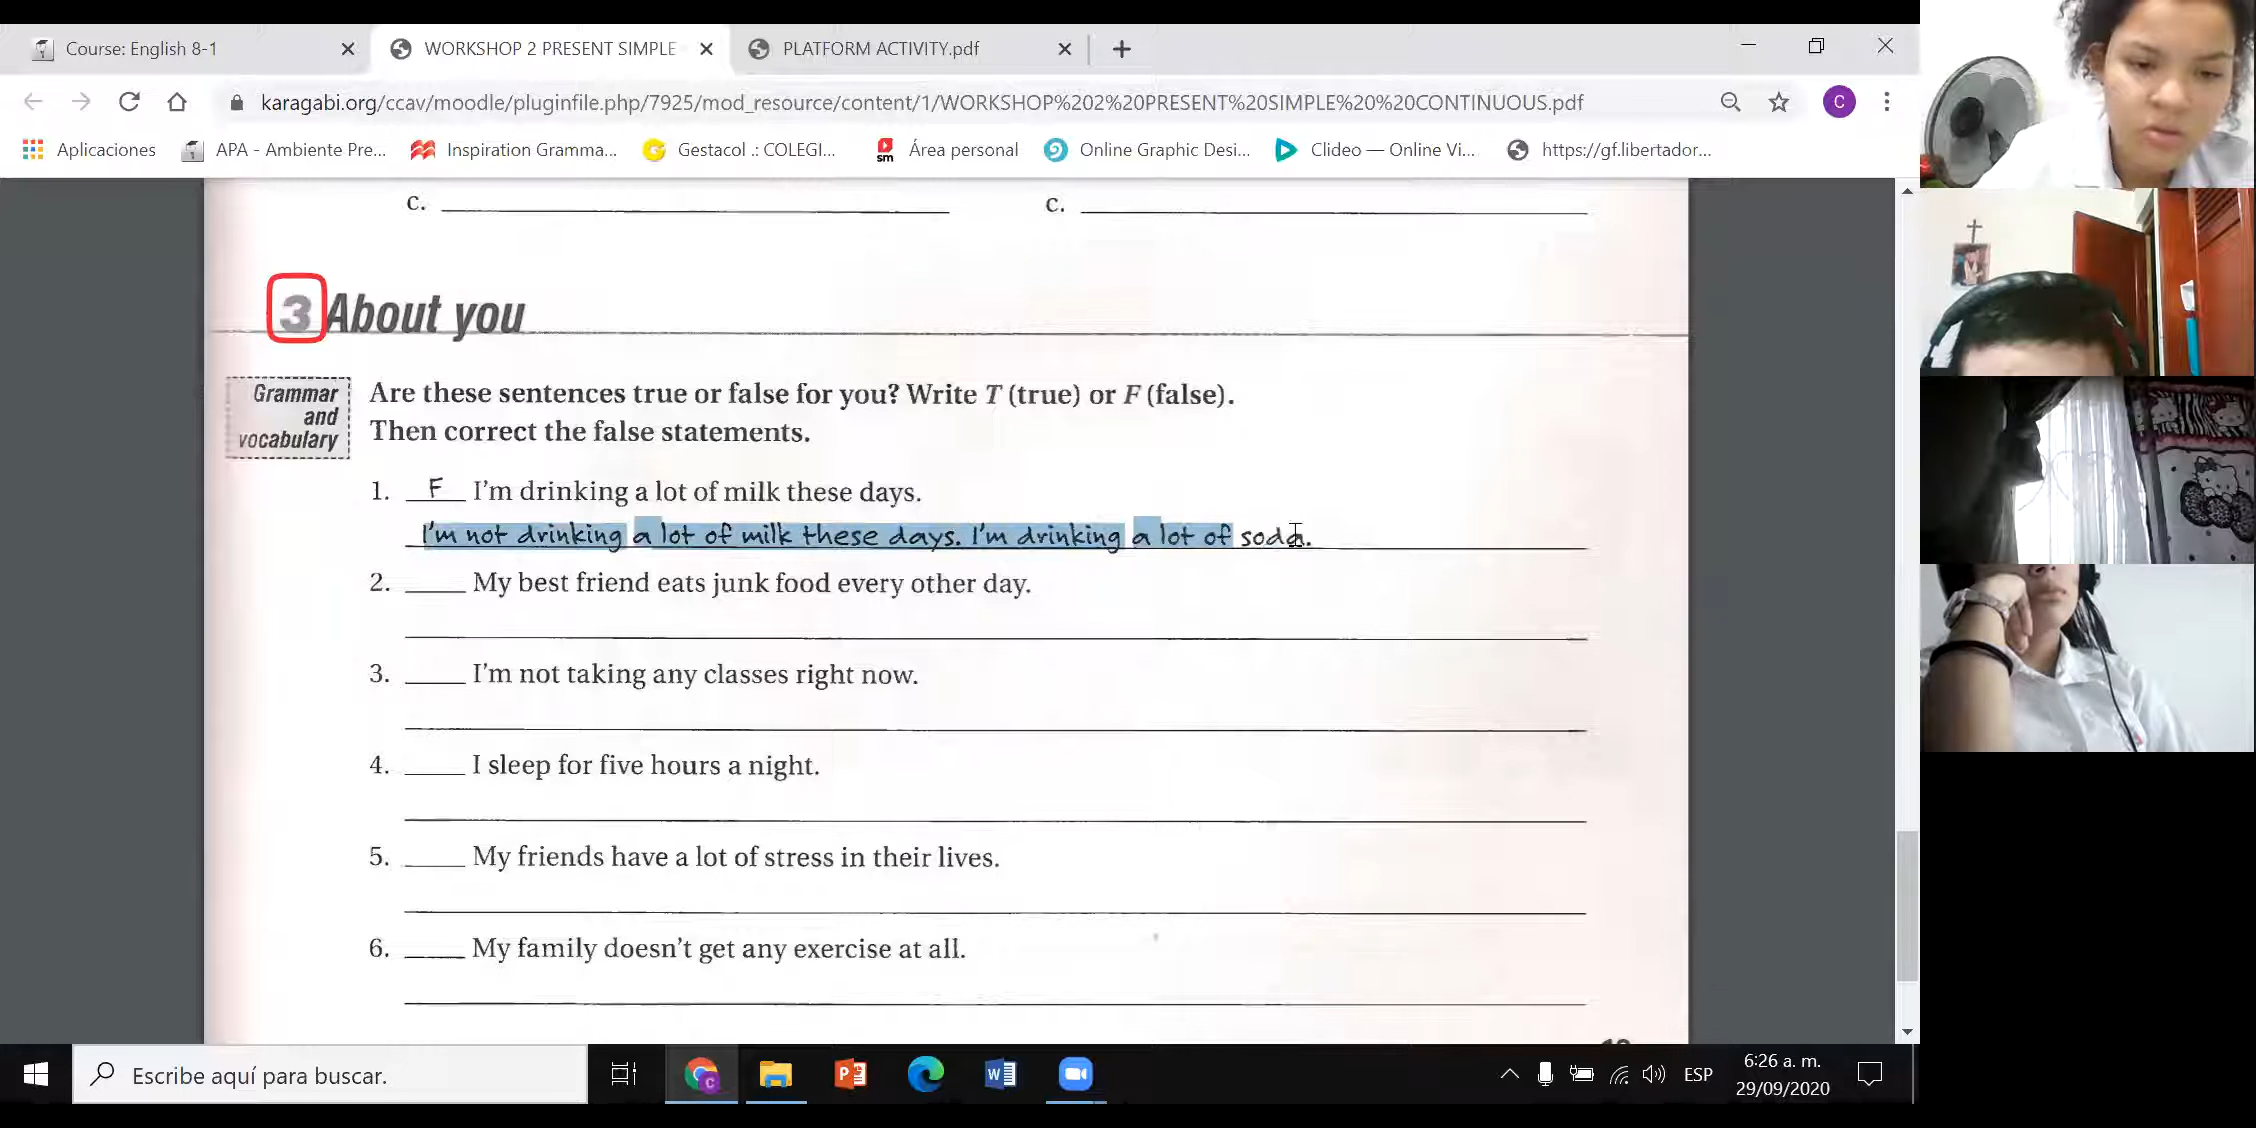 Course: English 8-1
WORKSHOP 2 PRESENT SIMPLE
PLATFORM ACTIVITY.pdf
karagabi.org/ccav/moodle/pluginfile.php/7925/mod_resource/content/1/WORKSHOP%202%20PRESENT%20SIMPLE%20%20CONTINUOUS.pdf
C
Aplicaciones
APA - Ambiente Pre...
Inspiration Gramma...
Gestacol .: COLEGI...
sm
Área personal
Online Graphic Desi...
Clideo — Online Vi...
https://gf.libertador...
c.
c.
3 About you
Grammar
and
vocabulary
Are these sentences true or false for you? Write T (true) or F (false).
Then correct the false statements.
1. F I'm drinking a lot of milk these days.
I'm not drinking a lot of milk these days. I'm drinking a lot of soda.
2. My best friend eats junk food every other day.
3. I'm not taking any classes right now.
4. I sleep for five hours a night.
5. My friends have a lot of stress in their lives.
6. My family doesn't get any exercise at all.
Escribe aquí para buscar.
ESP
6:26 a. m.
29/09/2020